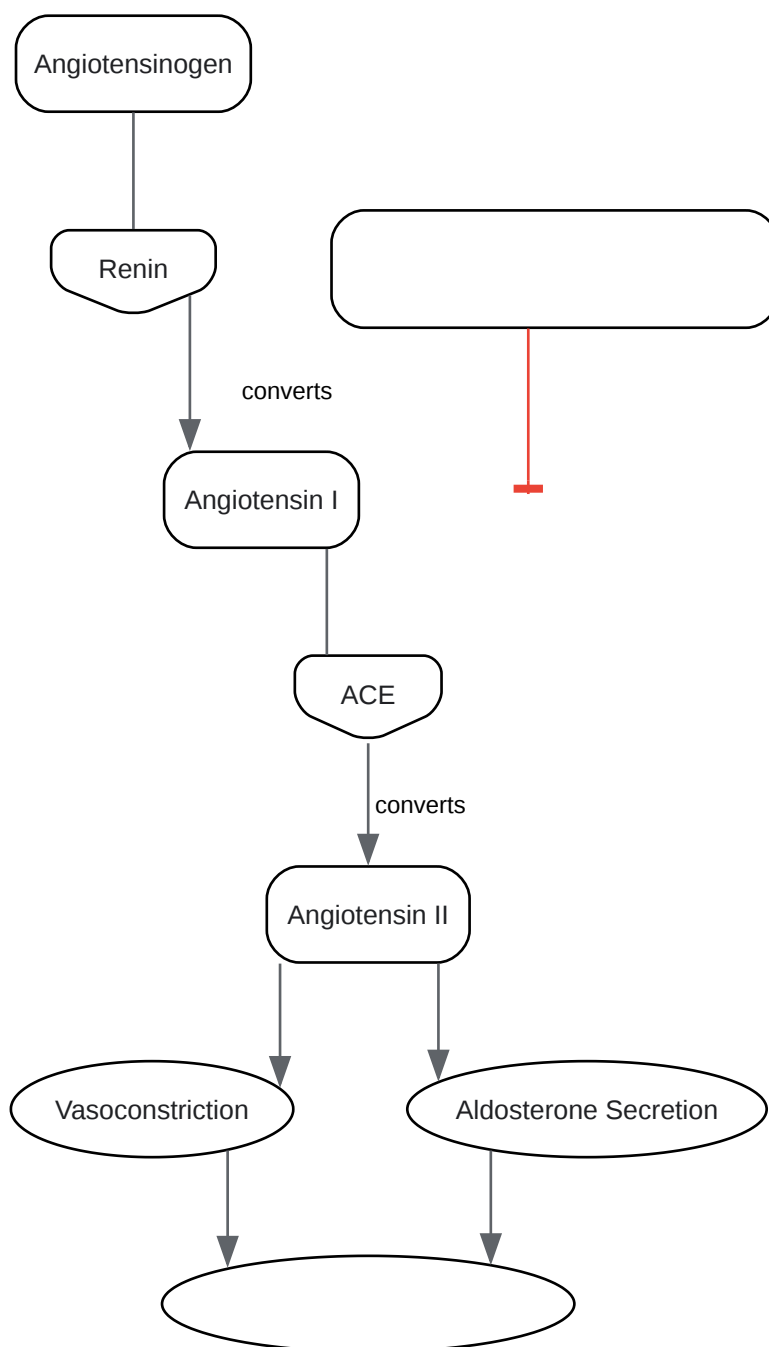 Angiotensinogen
Renin
converts
Angiotensin I
ACE
converts
Angiotensin II
Vasoconstriction
Aldosterone Secretion